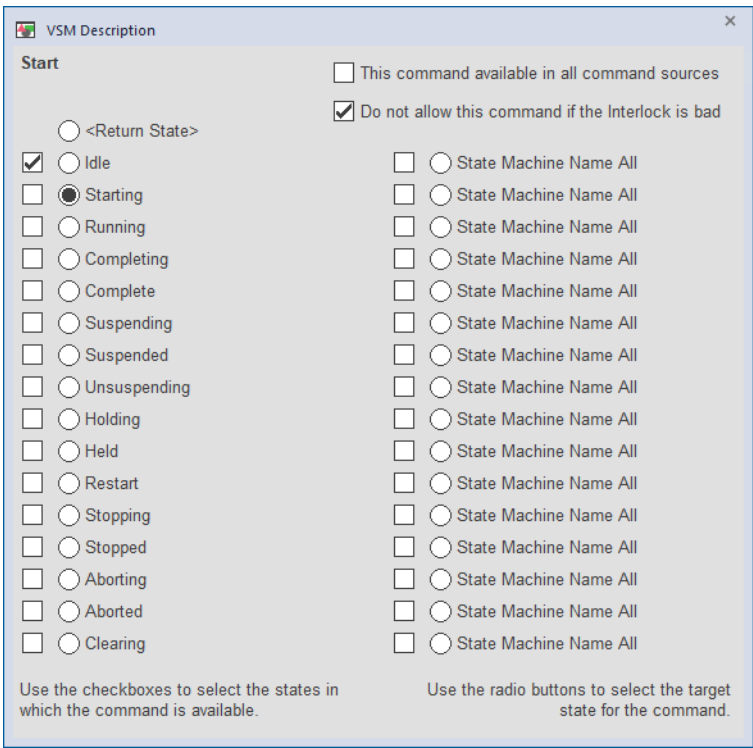 VSM Description
Start
This command available in all command sources
Do not allow this command if the Interlock is bad
<Return State>
Idle State Machine Name All
Starting State Machine Name All
Running State Machine Name All
Completing State Machine Name All
Complete State Machine Name All
Suspending State Machine Name All
Suspended State Machine Name All
Unsuspending State Machine Name All
Holding State Machine Name All
Held State Machine Name All
Restart State Machine Name All
Stopping State Machine Name All
Stopped State Machine Name All
Aborting State Machine Name All
Aborted State Machine Name All
Clearing State Machine Name All
Use the checkboxes to select the states in
which the command is available.
Use the radio buttons to select the target
state for the command.